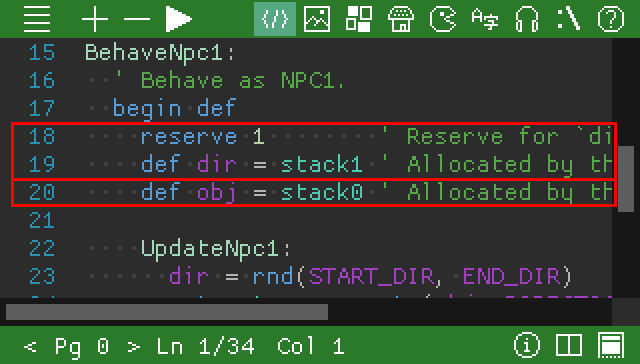 </> A字 :\ ?
15 BehaveNpc1:
16 ' Behave as NPC1.
17 begin def
18 reserve 1 ' Reserve for `di
19 def dir = stack1 ' Allocated by th
20 def obj = stack0 ' Allocated by th
21
22 UpdateNpc1:
23 dir = rnd(START_DIR, END_DIR)
< Pg 0 > Ln 1/34 Col 1